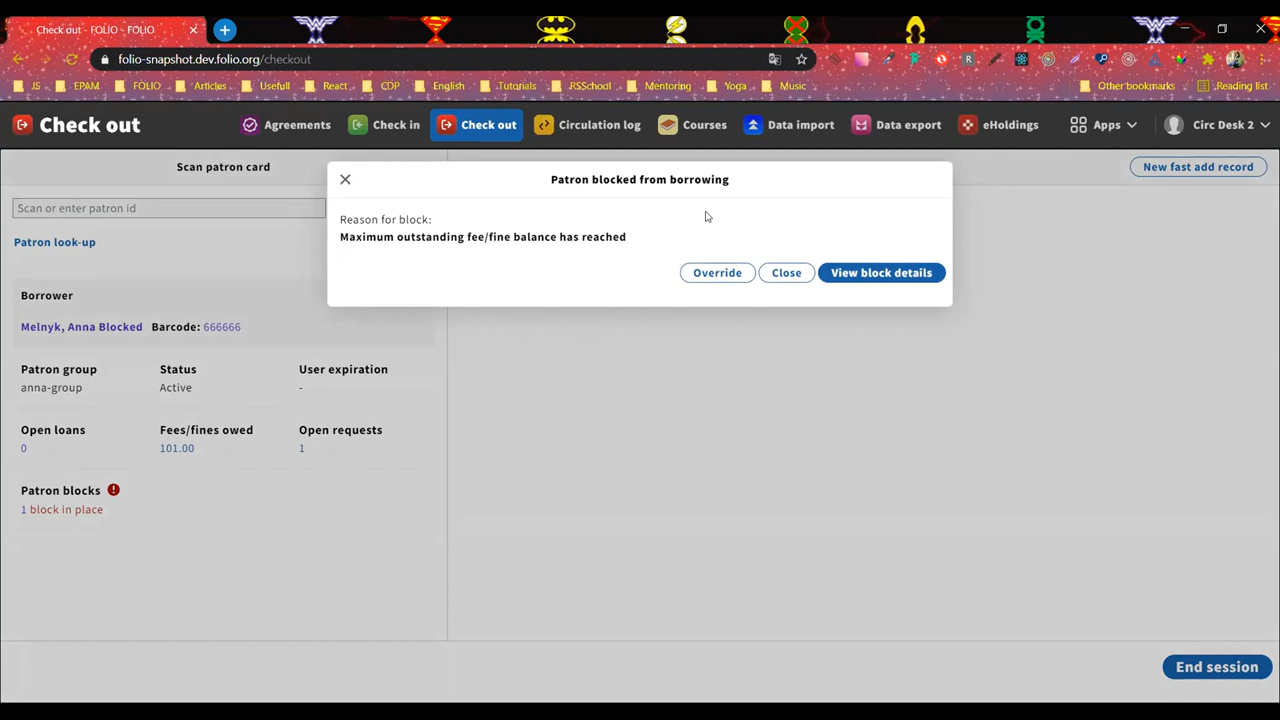 Check out - FOLIO - FOLIO
folio-snapshot.dev.folio.org/checkout
JS EPAM FOLIO Articles Usefull React CDP English Tutorials RSSchool Mentoring Yoga Music Other bookmarks Reading list
Check out Agreements Check in Check out Circulation log Courses Data import Data export eHoldings Apps Circ Desk 2
Scan patron card
New fast add record
Patron blocked from borrowing
Scan or enter patron id
Reason for block:
Maximum outstanding fee/fine balance has reached
Patron look-up
Override Close View block details
Borrower
Melnyk, Anna Blocked Barcode: 666666
Patron group Status User expiration
anna-group Active -
Open loans Fees/fines owed Open requests
0 101.00 1
Patron blocks
1 block in place
End session